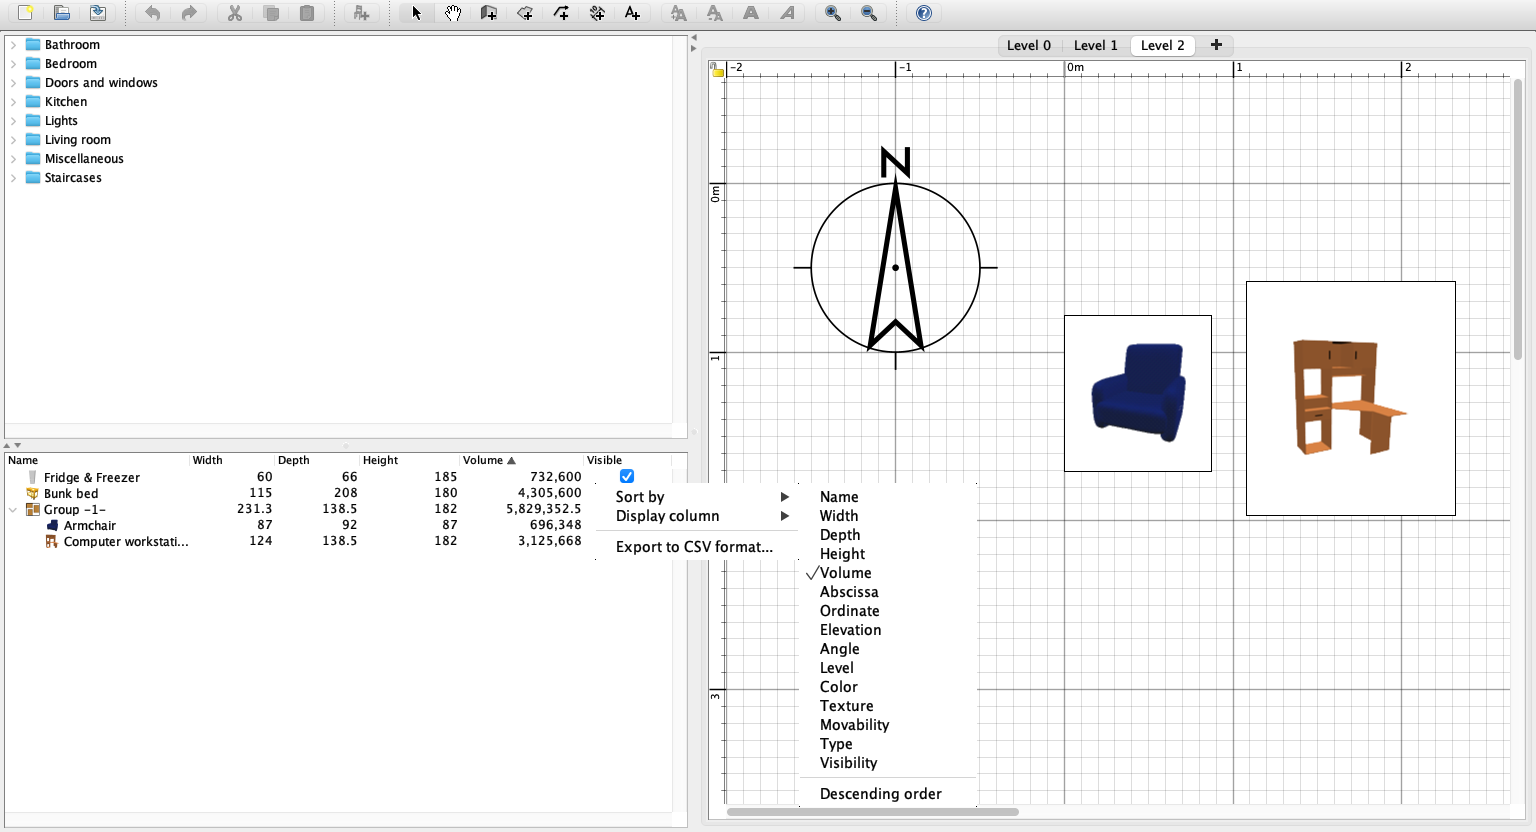 Level 0 Level 1 Level 2 +
Bathroom
Bedroom
Doors and windows
Kitchen
Lights
Living room
Miscellaneous
Staircases
-2 -1 0m 1 2
N
0m
1
3
Name Width Depth Height Volume Visible
Fridge & Freezer 60 66 185 732,600
Bunk bed 115 208 180 4,305,600
Group -1- 231.3 138.5 182 5,829,352.5
Armchair 87 92 87 696,348
Computer workstati... 124 138.5 182 3,125,668
Sort by
Display column
Export to CSV format...
Name
Width
Depth
Height
Volume
Abscissa
Ordinate
Elevation
Angle
Level
Color
Texture
Movability
Type
Visibility
Descending order